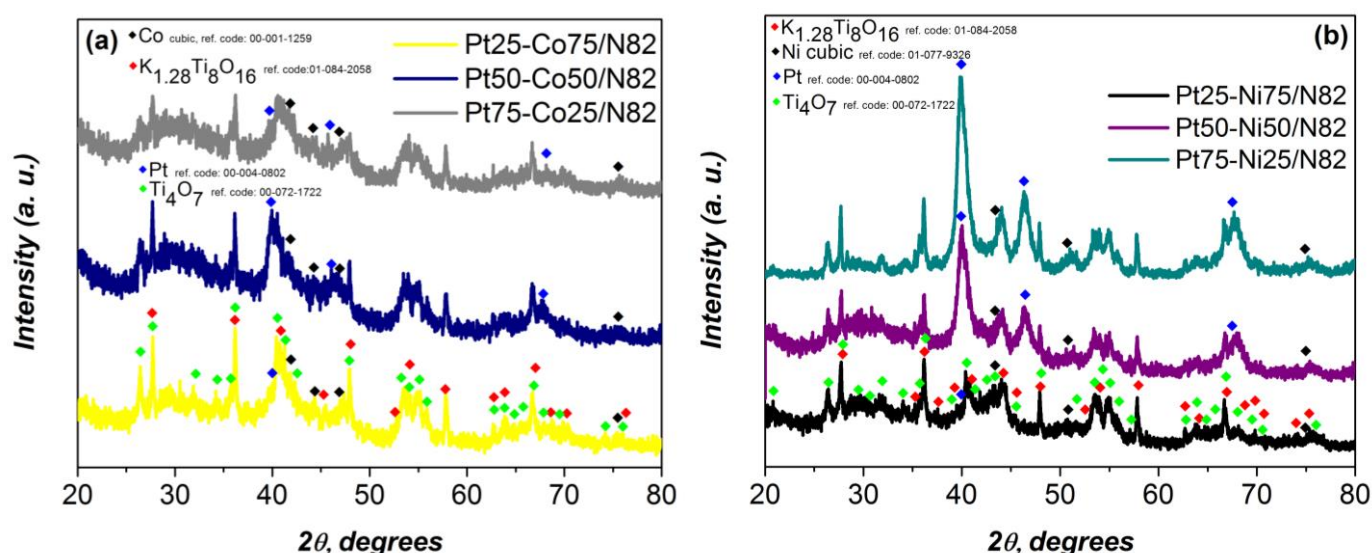 (a)
Co cubic, ref. code: 00-001-1259
K1.28Ti8O16 ref. code:01-084-2058
Pt25-Co75/N82
Pt50-Co50/N82
Pt75-Co25/N82
Pt ref. code: 00-004-0802
Ti4O7 ref. code: 00-072-1722
Intensity (a. u.)
20 30 40 50 60 70 80
2θ, degrees
(b)
K1.28Ti8O16 ref. code: 01-084-2058
Ni cubic ref. code: 01-077-9326
Pt ref. code: 00-004-0802
Ti4O7 ref. code: 00-072-1722
Pt25-Ni75/N82
Pt50-Ni50/N82
Pt75-Ni25/N82
Intensity (a. u.)
20 30 40 50 60 70 80
2θ, degrees